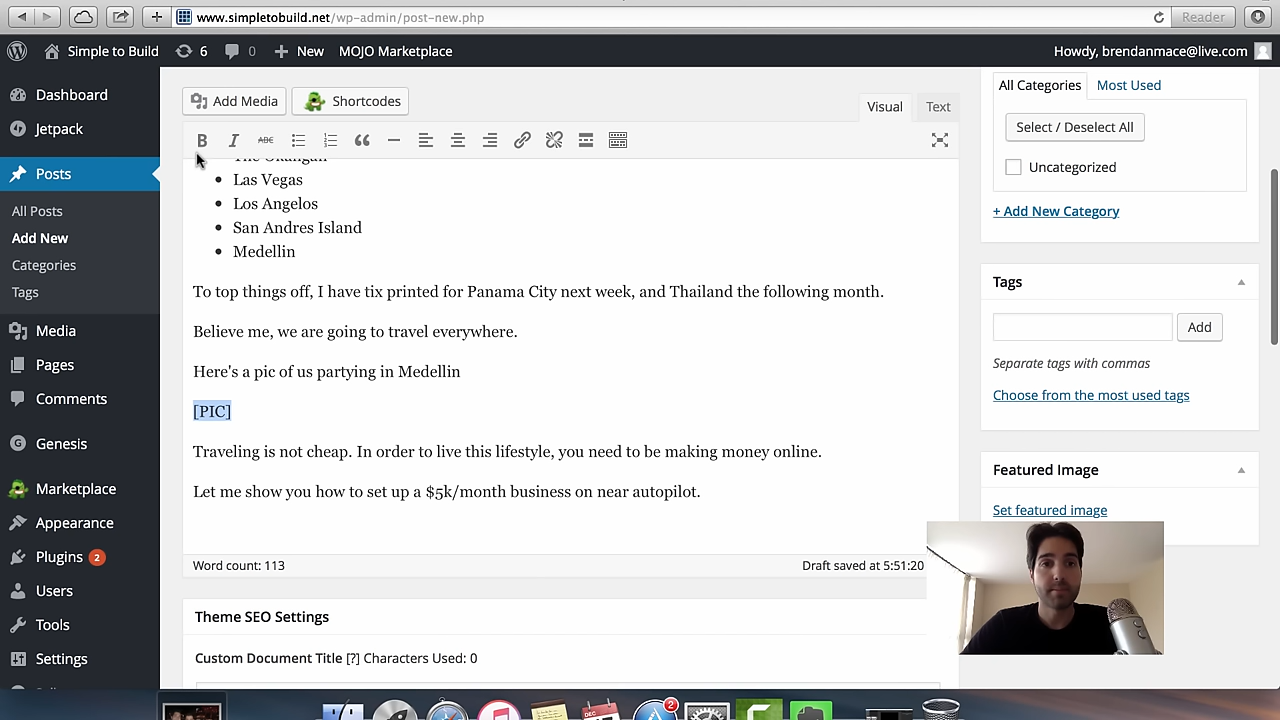 www.simpletobuild.net/wp-admin/post-new.php
Reader
Simple to Build
6
0
New
MOJO Marketplace
Howdy, brendanmace@live.com
Dashboard
Jetpack
Posts
All Posts
Add New
Categories
Tags
Media
Pages
Comments
Genesis
Marketplace
Appearance
Plugins 2
Users
Tools
Settings
Add Media
Shortcodes
Visual
Text
B I ABC
The Okangan
Las Vegas
Los Angelos
San Andres Island
Medellin
To top things off, I have tix printed for Panama City next week, and Thailand the following month.
Believe me, we are going to travel everywhere.
Here's a pic of us partying in Medellin
[PIC]
Traveling is not cheap. In order to live this lifestyle, you need to be making money online.
Let me show you how to set up a $5k/month business on near autopilot.
Word count: 113
Draft saved at 5:51:20
Theme SEO Settings
Custom Document Title [?] Characters Used: 0
All Categories
Most Used
Select / Deselect All
Uncategorized
+ Add New Category
Tags
Add
Separate tags with commas
Choose from the most used tags
Featured Image
Set featured image
DEC
2